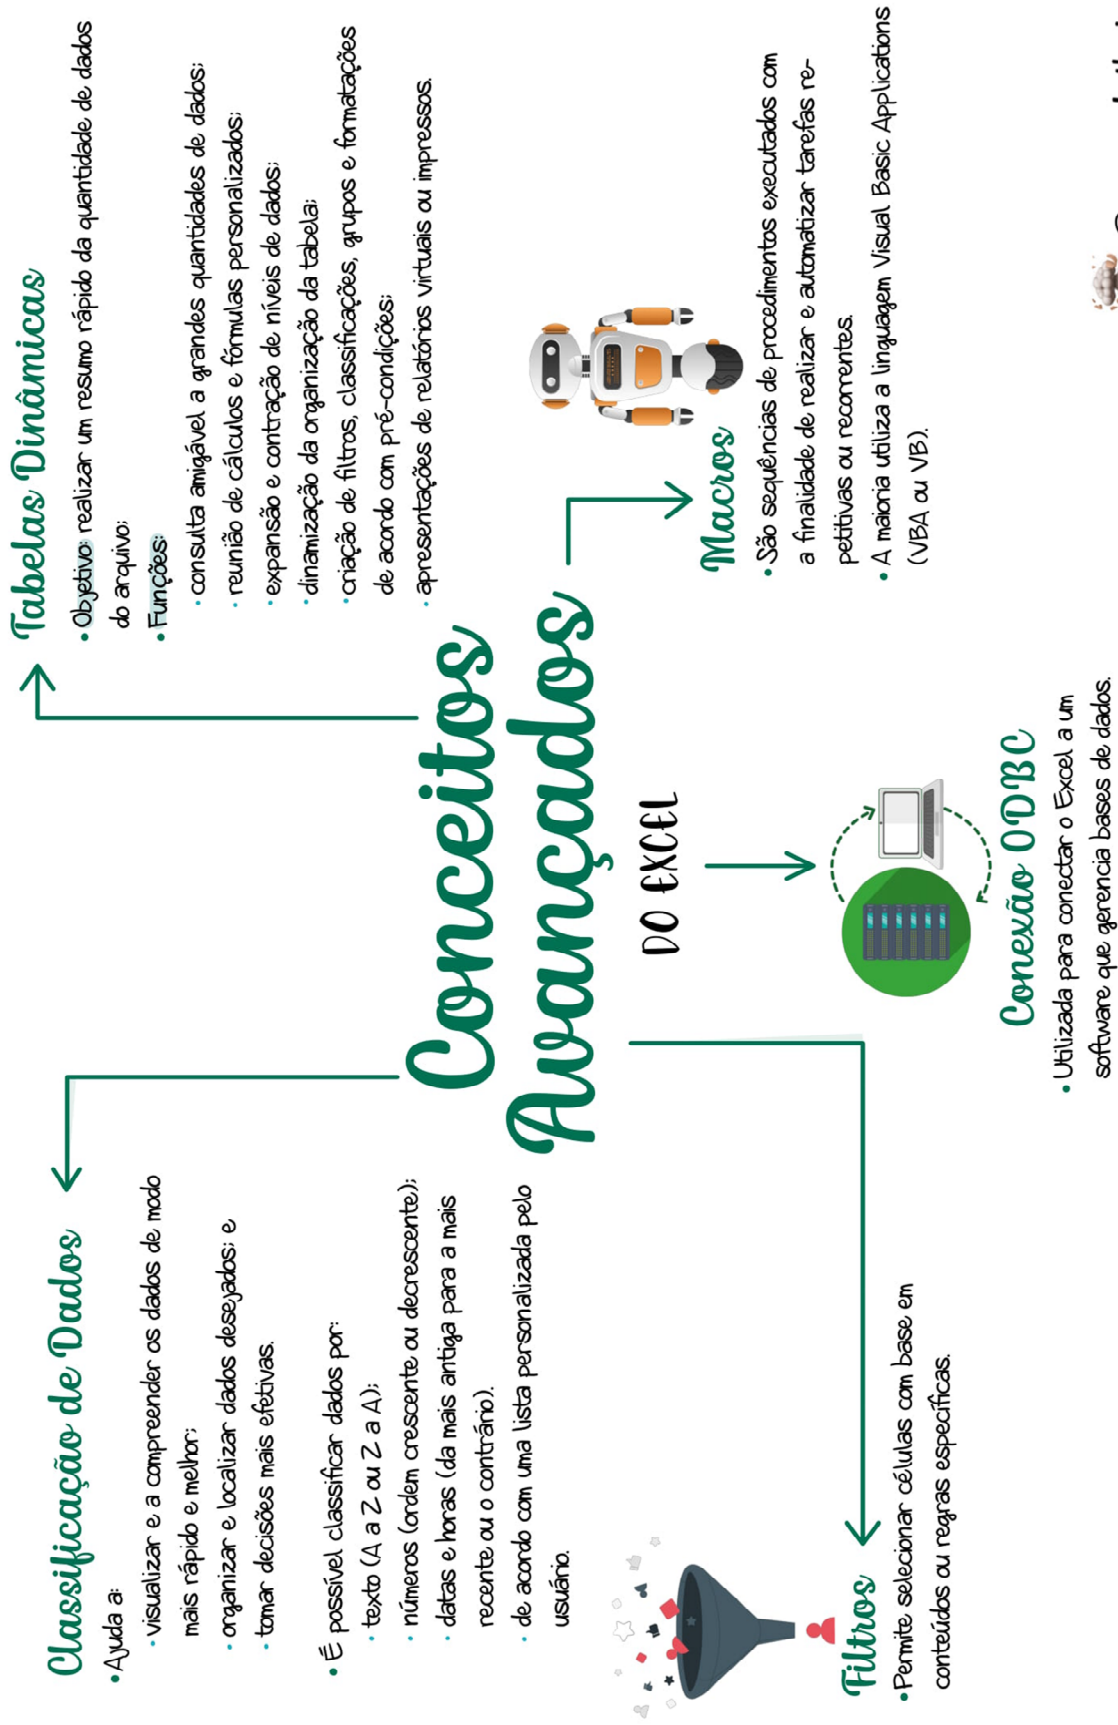 Conceitos
Avançados
DO EXCEL
Classificação de Dados
• Ajuda a:
• visualizar e a compreender os dados de modo
mais rápido e melhor;
• organizar e localizar dados desejados; e
• tomar decisões mais efetivas.
• É possível classificar dados por:
• texto (A a Z ou Z a A);
• números (ordem crescente ou decrescente);
• datas e horas (da mais antiga para a mais
recente ou o contrário).
• de acordo com uma lista personalizada pelo
usuário.
Tabelas Dinâmicas
• Objetivo: realizar um resumo rápido da quantidade de dados
do arquivo;
• Funções:
• consulta amigável a grandes quantidades de dados;
• reunião de cálculos e fórmulas personalizados;
• expansão e contração de níveis de dados;
• dinamização da organização da tabela;
• criação de filtros, classificações, grupos e formatações
de acordo com pré-condições;
• apresentações de relatórios virtuais ou impressos.
Filtros
• Permite selecionar células com base em
conteúdos ou regras específicas.
Conexão ODBC
• Utilizada para conectar o Excel a um
software que gerencia bases de dados.
Macros
• São sequências de procedimentos executados com
a finalidade de realizar e automatizar tarefas re-
petitivas ou recorrentes.
• A maioria utiliza a linguagem Visual Basic Applications
(VBA ou VB).